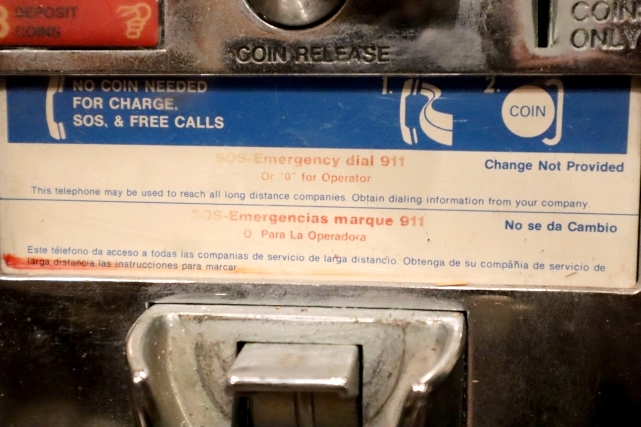 3 DEPOSIT
COINS
COIN RELEASE
COIN
ONLY
NO COIN NEEDED
FOR CHARGE,
SOS, & FREE CALLS
1.
2.
COIN
SOS-Emergency dial 911
Or "0" for Operator
Change Not Provided
This telephone may be used to reach all long distance companies. Obtain dialing information from your company.
SOS-Emergencias marque 911
O Para La Operadora
No se da Cambio
Este téléfono da acceso a todas las companias de servicio de larga distancio. Obtenga de su compañia de servicio de
larga distancia las instrucciones para marcar